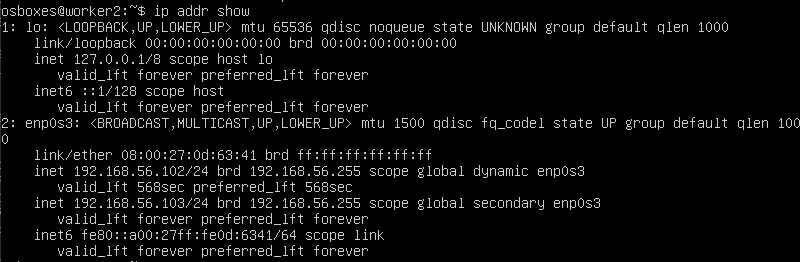 osboxes@worker2:~$ ip addr show
1: lo: <LOOPBACK,UP,LOWER_UP> mtu 65536 qdisc noqueue state UNKNOWN group default qlen 1000
    link/loopback 00:00:00:00:00:00 brd 00:00:00:00:00:00
    inet 127.0.0.1/8 scope host lo
       valid_lft forever preferred_lft forever
    inet6 ::1/128 scope host
       valid_lft forever preferred_lft forever
2: enp0s3: <BROADCAST,MULTICAST,UP,LOWER_UP> mtu 1500 qdisc fq_codel state UP group default qlen 100
0
    link/ether 08:00:27:0d:63:41 brd ff:ff:ff:ff:ff:ff
    inet 192.168.56.102/24 brd 192.168.56.255 scope global dynamic enp0s3
       valid_lft 568sec preferred_lft 568sec
    inet 192.168.56.103/24 brd 192.168.56.255 scope global secondary enp0s3
       valid_lft forever preferred_lft forever
    inet6 fe80::a00:27ff:fe0d:6341/64 scope link
       valid_lft forever preferred_lft forever